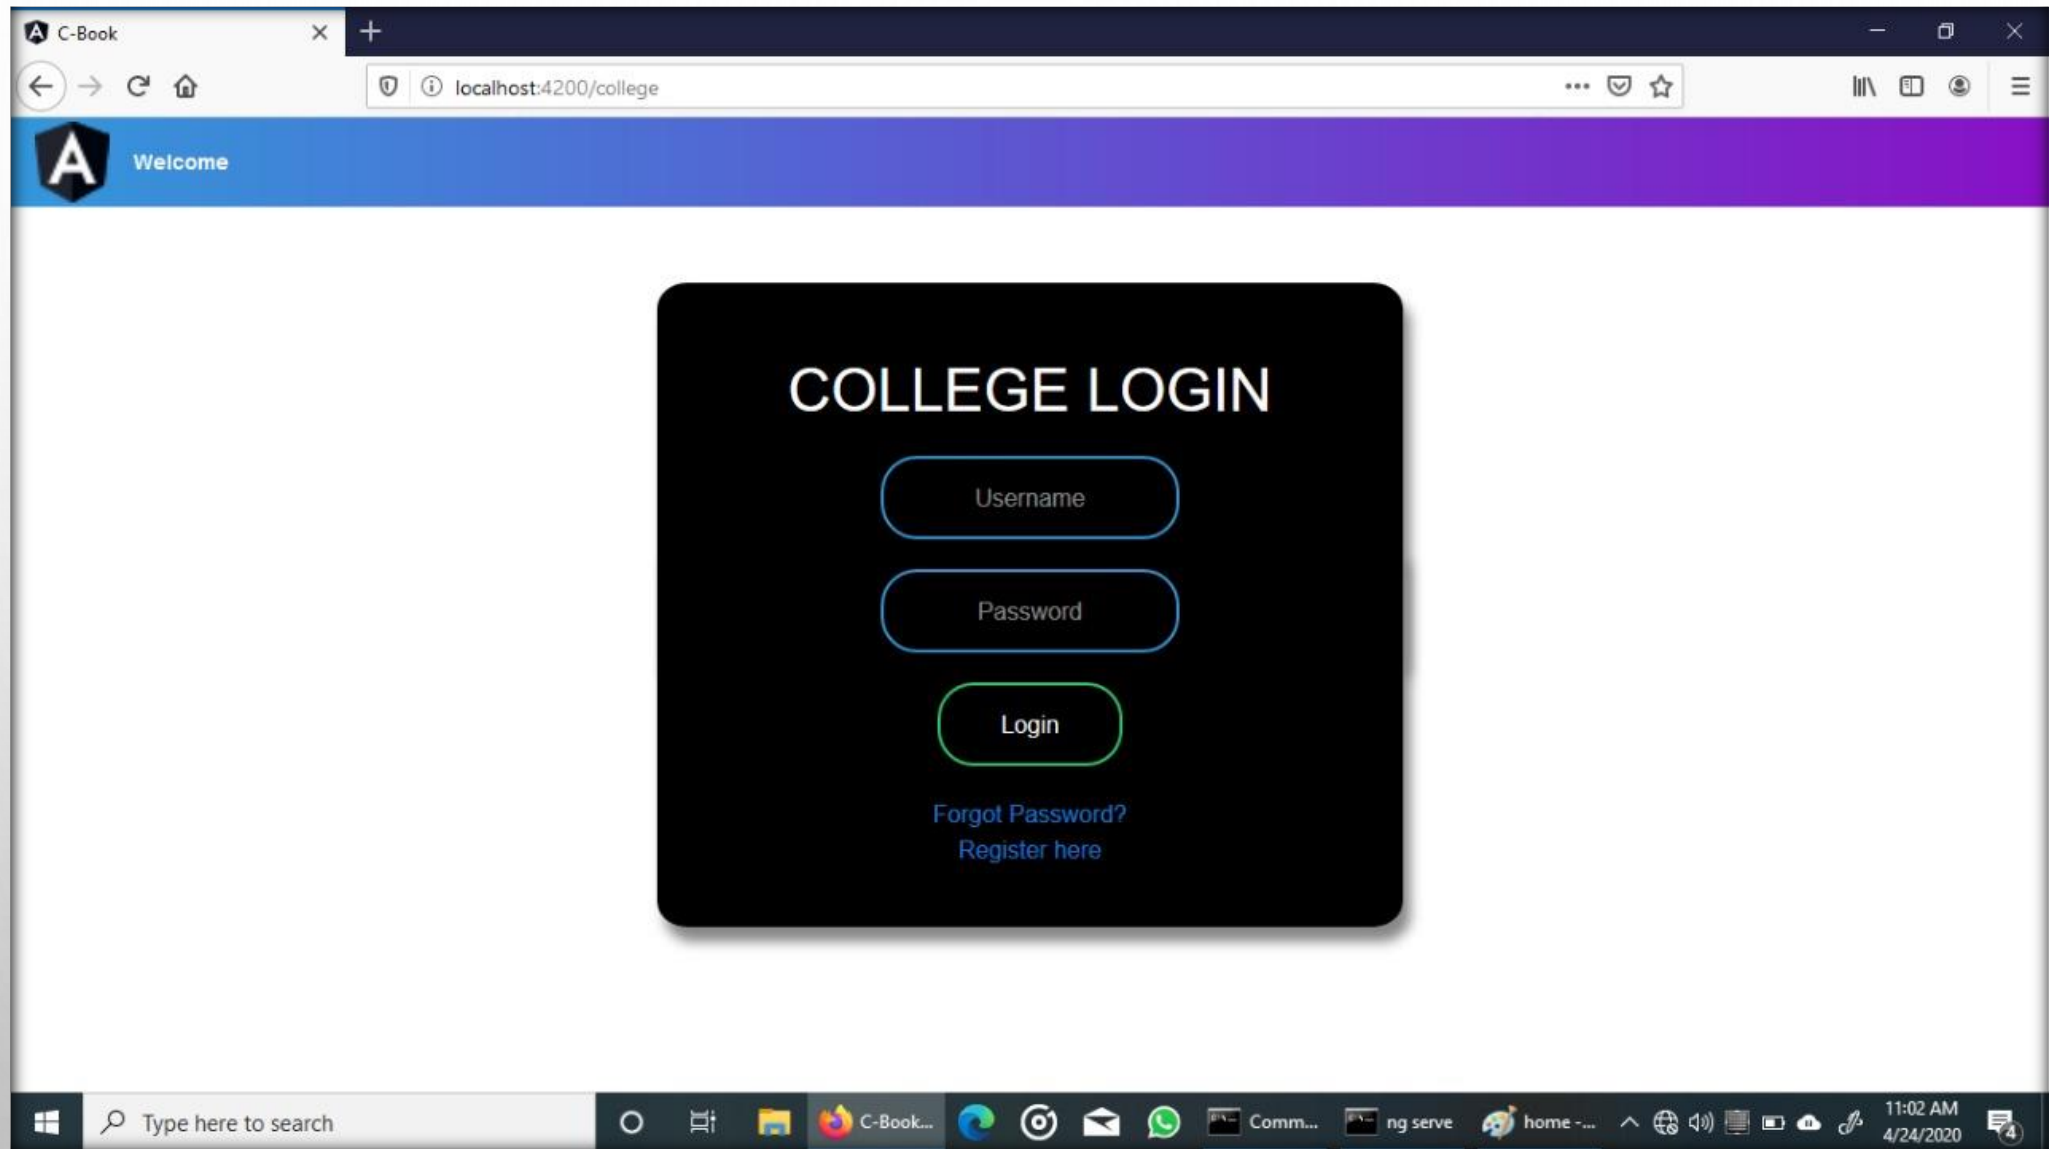 C-Book
localhost:4200/college
A Welcome
COLLEGE LOGIN
Username
Password
Login
Forgot Password?
Register here
Type here to search
C-Book...
Comm...
ng serve
home -...
11:02 AM
4/24/2020
4